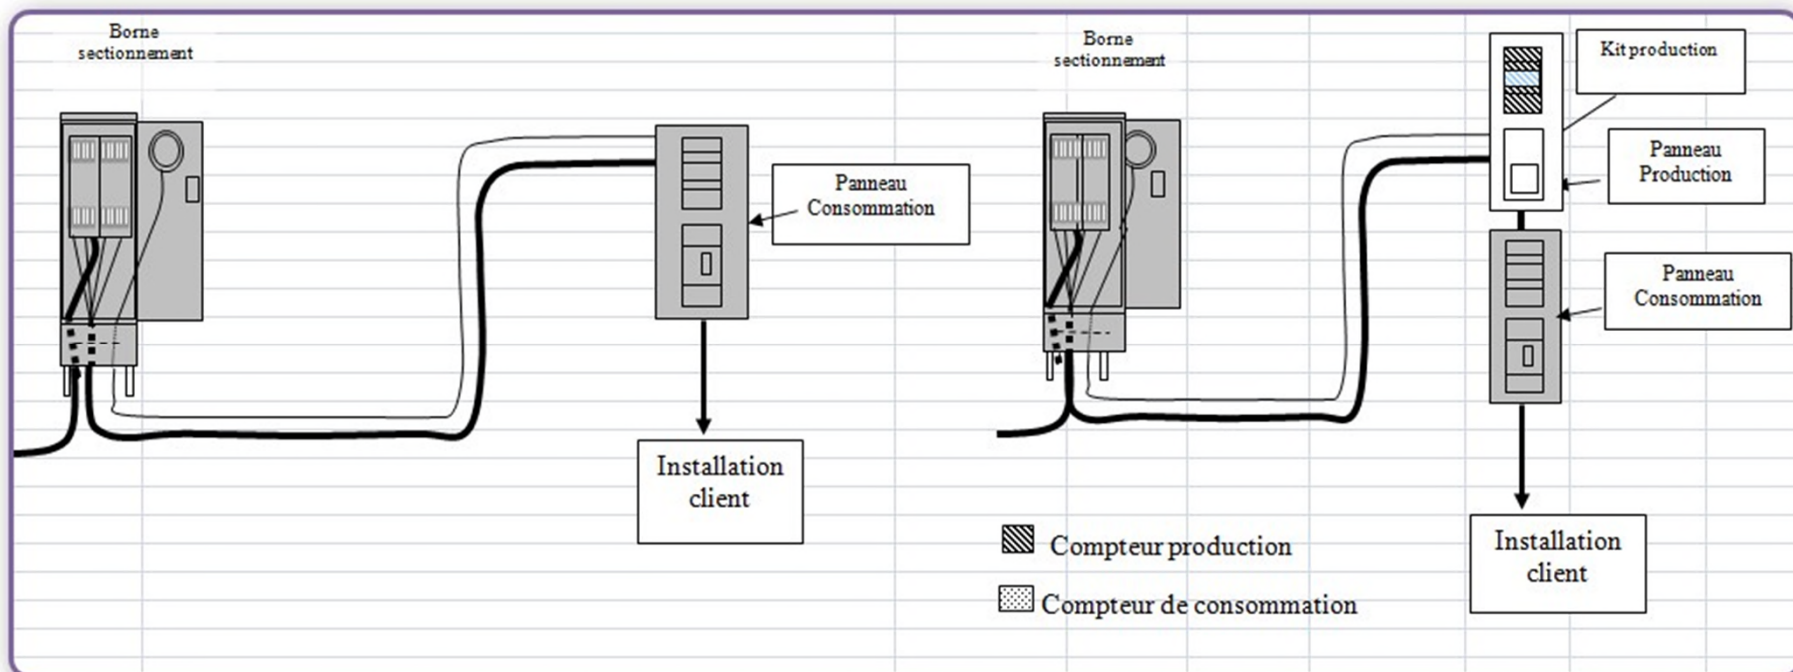 Borne
sectionnement
Panneau
Consommation
Installation
client
Borne
sectionnement
Kit production
Panneau
Production
Panneau
Consommation
Installation
client
Compteur production
Compteur de consommation